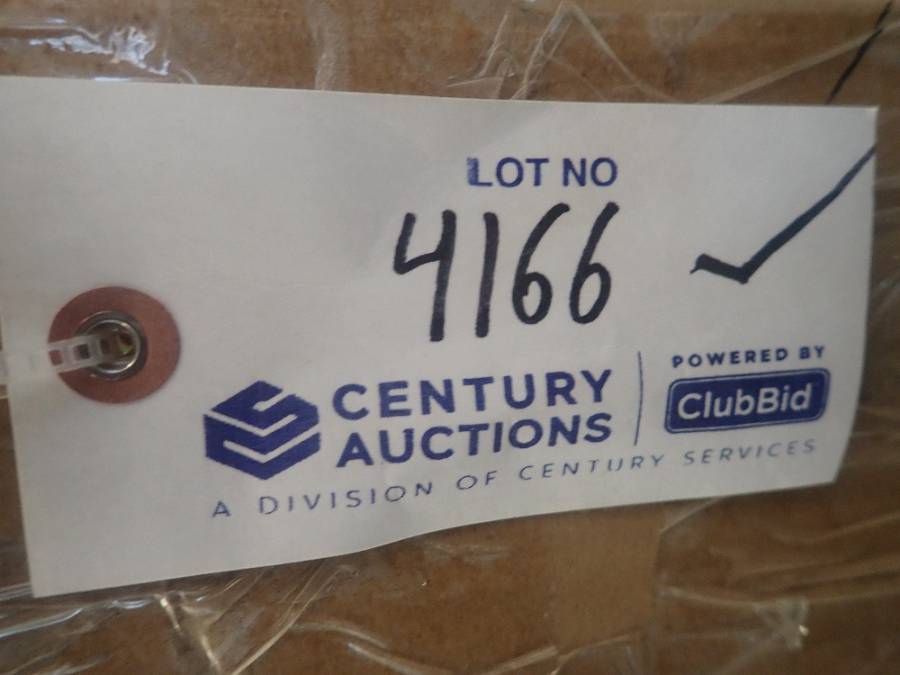 LOT NO
4166
CENTURY
AUCTIONS
POWERED BY
ClubBid
A DIVISION OF CENTURY SERVICES